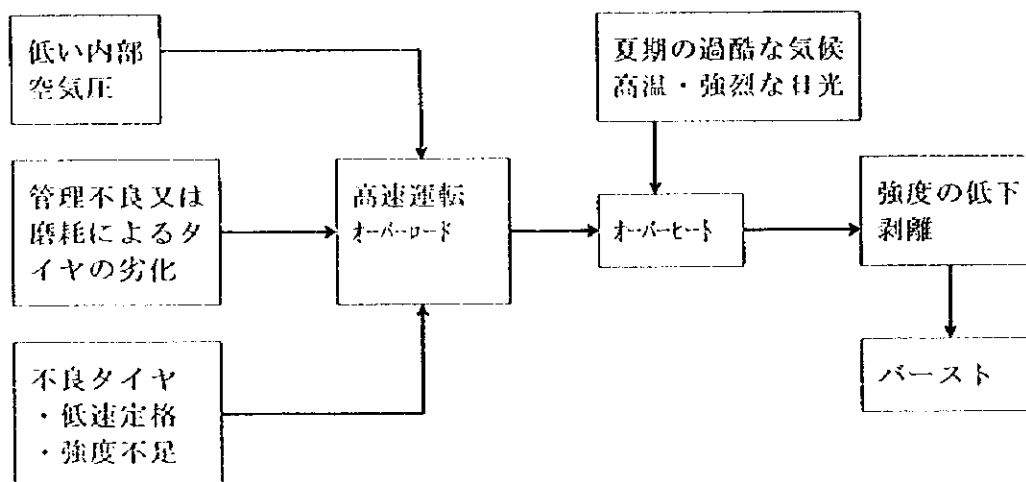 低い内部
空気圧
夏期の過酷な気候
高温・強烈な日光
管理不良又は
磨耗によるタ
イヤの劣化
高速運転
オーバーロード
オーバーヒート
強度の低下
剥離
不良タイヤ
・低速定格
・強度不足
バースト